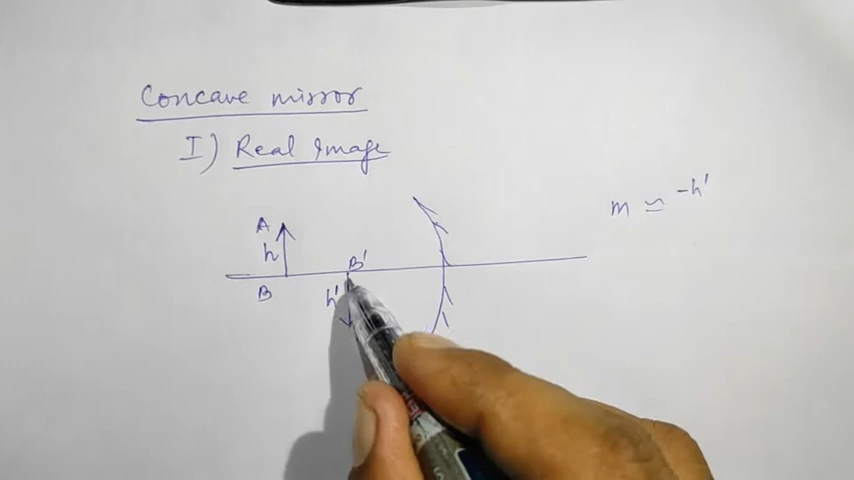 Concave mirror
I) Real Image
m ≃ -h'
A
h
B'
B
h'